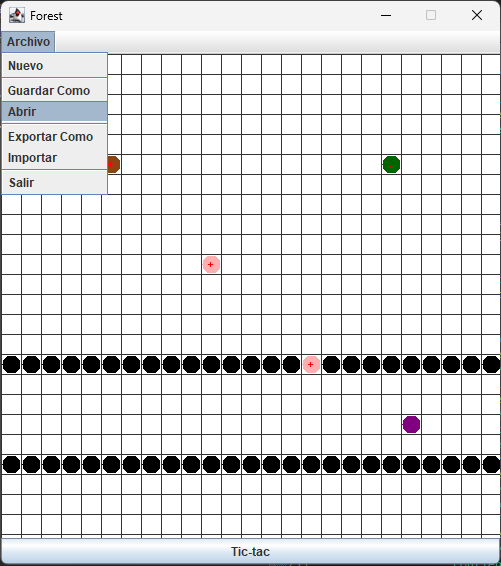 Forest
Archivo
Nuevo
Guardar Como
Abrir
Exportar Como
Importar
Salir
Tic-tac